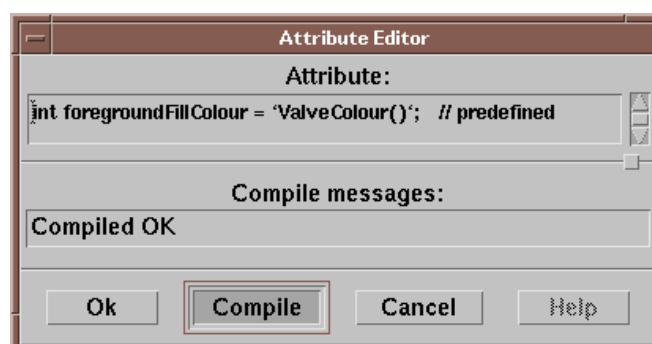 Attribute Editor
Attribute:
int foregroundFillColour = ‘ValveColour()‘; // predefined
Compile messages:
Compiled OK
Ok Compile Cancel Help